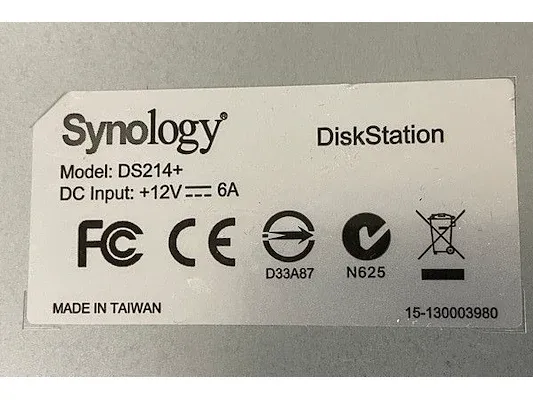 Synology®
DiskStation
Model: DS214+
DC Input: +12V⎓ 6A
FC CE
D33A87
N625
MADE IN TAIWAN
15-130003980